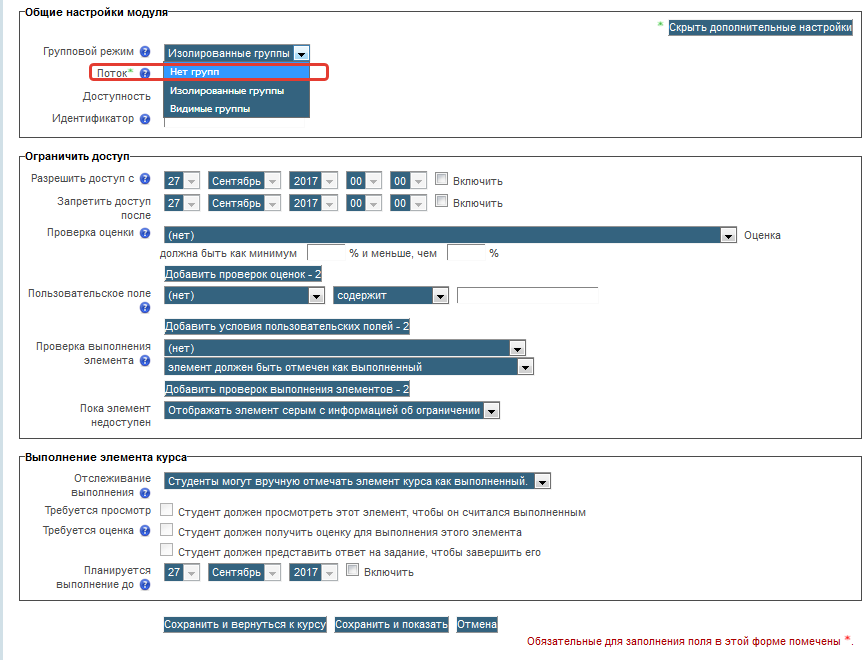 Общие настройки модуля
* Скрыть дополнительные настройки
Групповой режим Изолированные группы
Поток* Нет групп
Изолированные группы
Доступность
Видимые группы
Идентификатор
Ограничить доступ
Разрешить доступ с 27 Сентябрь 2017 00 00 Включить
Запретить доступ после 27 Сентябрь 2017 00 00 Включить
Проверка оценки (нет) Оценка
должна быть как минимум % и меньше, чем %
Добавить проверок оценок - 2
Пользовательское поле (нет) содержит
Добавить условия пользовательских полей - 2
Проверка выполнения элемента (нет)
элемент должен быть отмечен как выполненный
Добавить проверок выполнения элементов - 2
Пока элемент недоступен Отображать элемент серым с информацией об ограничении
Выполнение элемента курса
Отслеживание выполнения Студенты могут вручную отмечать элемент курса как выполненный.
Требуется просмотр Студент должен просмотреть этот элемент, чтобы он считался выполненным
Требуется оценка Студент должен получить оценку для выполнения этого элемента
Студент должен представить ответ на задание, чтобы завершить его
Планируется выполнение до 27 Сентябрь 2017 Включить
Сохранить и вернуться к курсу Сохранить и показать Отмена
Обязательные для заполнения поля в этой форме помечены *.